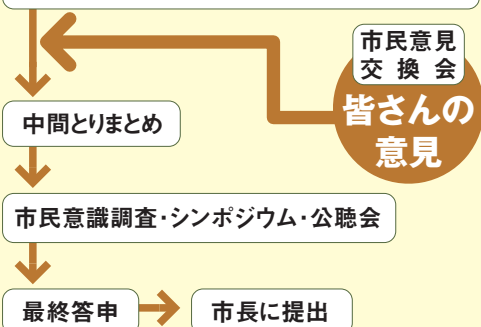 市民意見
交換会
皆さんの
意見
中間とりまとめ
市民意識調査・シンポジウム・公聴会
最終答申
市長に提出